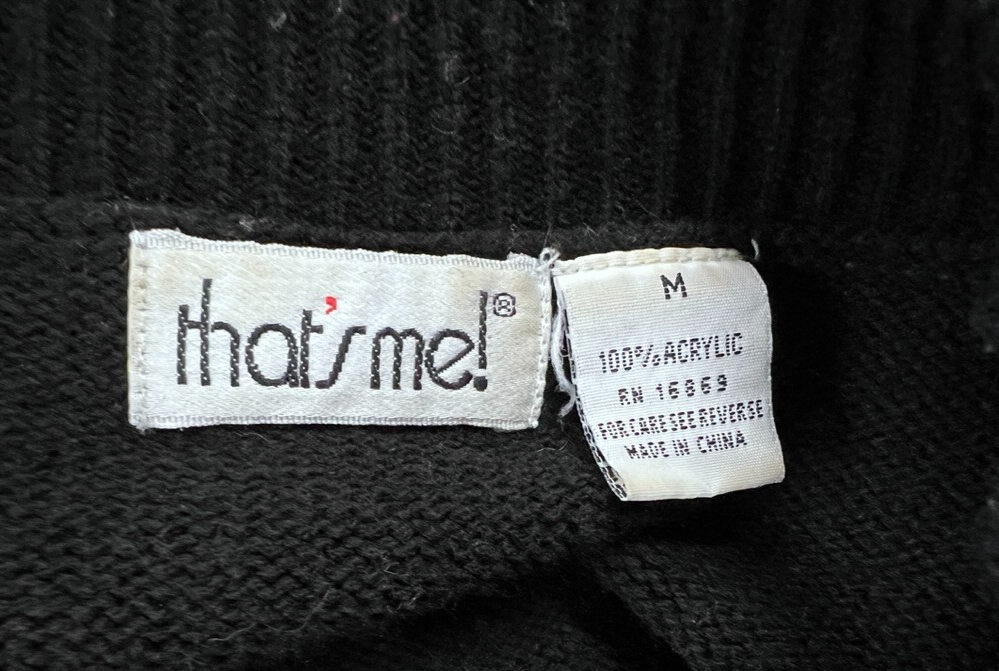 that's me!®
M
100% ACRYLIC
RN 16869
FOR CARE SEE REVERSE
MADE IN CHINA